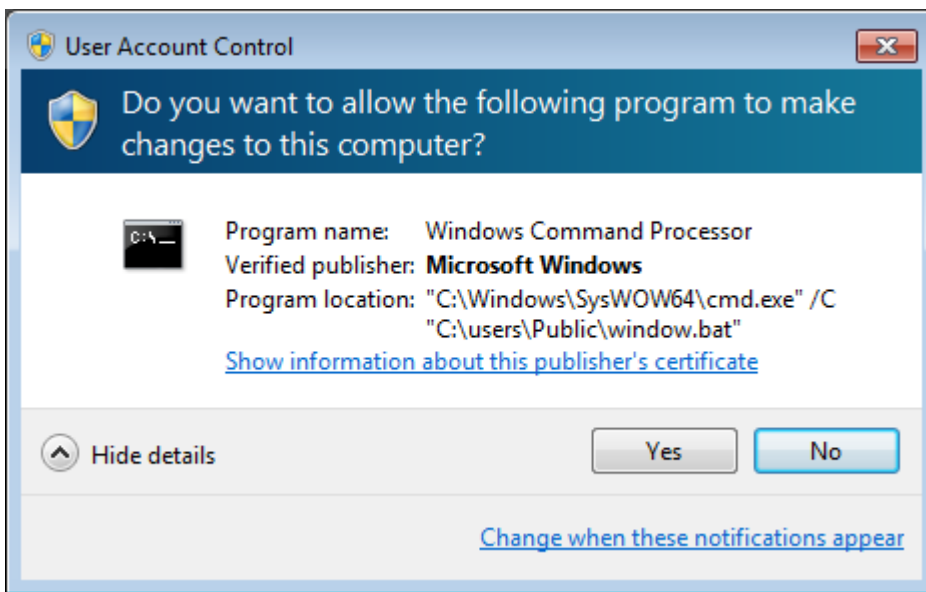 User Account Control
Do you want to allow the following program to make
changes to this computer?
C:\
Program name: Windows Command Processor
Verified publisher: Microsoft Windows
Program location: "C:\Windows\SysWOW64\cmd.exe" /C
"C:\users\Public\window.bat"
Show information about this publisher's certificate
Hide details
Yes
No
Change when these notifications appear